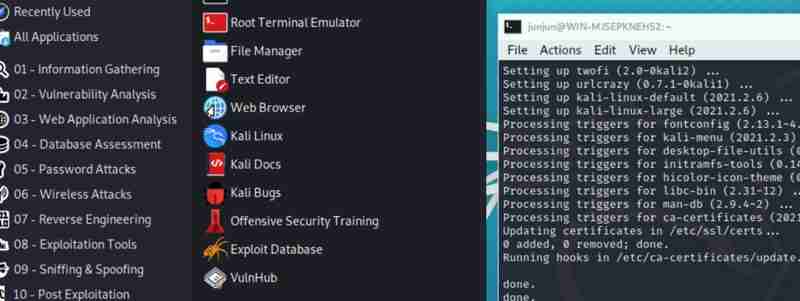 Recently Used
All Applications
01 - Information Gathering
02 - Vulnerability Analysis
03 - Web Application Analysis
04 - Database Assessment
05 - Password Attacks
06 - Wireless Attacks
07 - Reverse Engineering
08 - Exploitation Tools
09 - Sniffing & Spoofing
10 - Post Exploitation
Root Terminal Emulator
File Manager
Text Editor
Web Browser
Kali Linux
Kali Docs
Kali Bugs
Offensive Security Training
Exploit Database
VulnHub
junjun@WIN-MJSEPKNEH52:~
File Actions Edit View Help
Setting up twofi (2.0-0kali2) ...
Setting up urlcrazy (0.7.1-0kali1) ...
Setting up kali-linux-default (2021.2.6) ...
Setting up kali-linux-large (2021.2.6) ...
Processing triggers for fontconfig (2.13.1-4.
Processing triggers for kali-menu (2021.2.3)
Processing triggers for desktop-file-utils (0
Processing triggers for initramfs-tools (0.14
Processing triggers for hicolor-icon-theme (0
Processing triggers for libc-bin (2.31-12) ...
Processing triggers for man-db (2.9.4-2) ...
Processing triggers for ca-certificates (2021
Updating certificates in /etc/ssl/certs...
0 added, 0 removed; done.
Running hooks in /etc/ca-certificates/update.
done.
done.